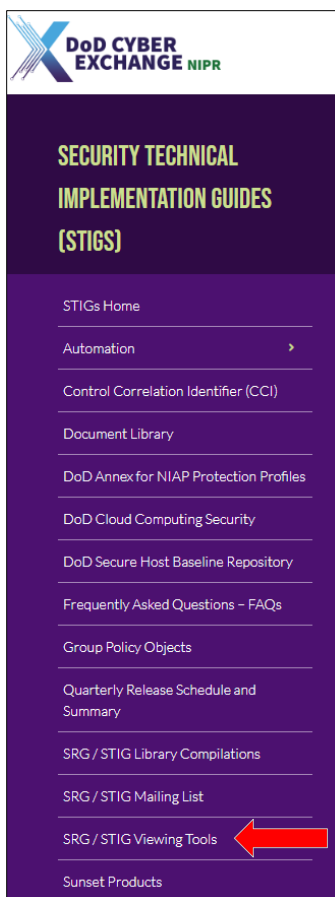 DoD CYBER
EXCHANGE NIPR
SECURITY TECHNICAL
IMPLEMENTATION GUIDES
(STIGS)
STIGs Home
Automation
Control Correlation Identifier (CCI)
Document Library
DoD Annex for NIAP Protection Profiles
DoD Cloud Computing Security
DoD Secure Host Baseline Repository
Frequently Asked Questions – FAQs
Group Policy Objects
Quarterly Release Schedule and
Summary
SRG / STIG Library Compilations
SRG / STIG Mailing List
SRG / STIG Viewing Tools
Sunset Products